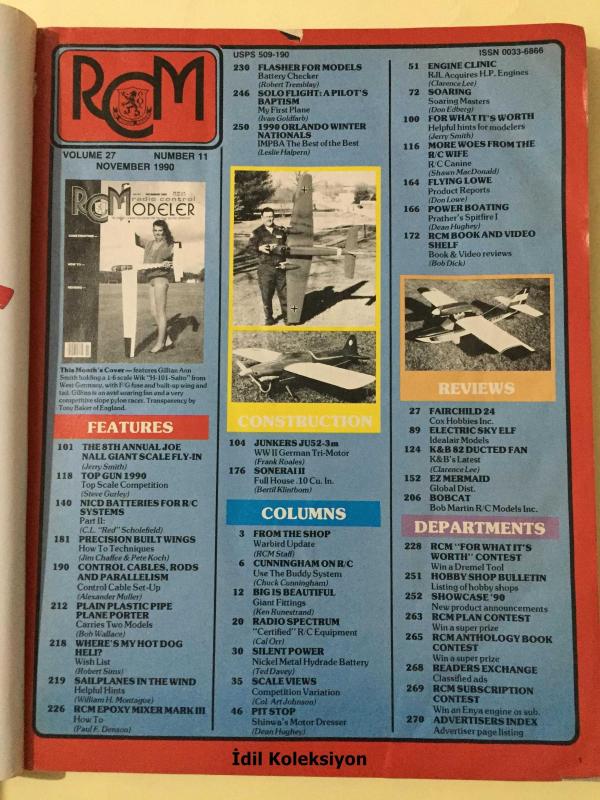 RCM
VOLUME 27 NUMBER 11
NOVEMBER 1990
RCM radio control
MODELER
This Month's Cover — features Gillian Ann
Smith holding a 1-6 scale Wik "H-101-Salto" from
West Germany, with F/G fuse and built-up wing and
tail. Gillian is an avid soaring fan and a very
competitive slope pylon racer. Transparency by
Tony Baker of England.
FEATURES
101 THE 8TH ANNUAL JOE
NALL GIANT SCALE FLY-IN
(Jerry Smith)
118 TOP GUN 1990
Top Scale Competition
(Steve Gurley)
140 NICD BATTERIES FOR R/C
SYSTEMS
Part II:
(C.L. "Red" Scholefield)
181 PRECISION BUILT WINGS
How To Techniques
(Jim Chaffee & Pete Koch)
190 CONTROL CABLES, RODS
AND PARALLELISM
Control Cable Set-Up
(Alexander Muller)
212 PLAIN PLASTIC PIPE
PLANE PORTER
Carries Two Models
(Bob Wallace)
218 WHERE'S MY HOT DOG
HELI?
Wish List
(Robert Sims)
219 SAILPLANES IN THE WIND
Helpful Hints
(William H. Montague)
226 RCM EPOXY MIXER MARK III
How To
(Paul F. Denson)
USPS 509-190
230 FLASHER FOR MODELS
Battery Checker
(Robert Tremblay)
246 SOLO FLIGHT: A PILOT'S
BAPTISM
My First Plane
(Ivan Goldfarb)
250 1990 ORLANDO WINTER
NATIONALS
IMPBA The Best of the Best
(Leslie Halpern)
CONSTRUCTION
104 JUNKERS JU52-3m
WW II German Tri-Motor
(Frank Roales)
176 SONERAI II
Full House .10 Cu. In.
(Bertil Klintbom)
COLUMNS
3 FROM THE SHOP
Warbird Update
(RCM Staff)
6 CUNNINGHAM ON R/C
Use The Buddy System
(Chuck Cunningham)
12 BIG IS BEAUTIFUL
Giant Fittings
(Ken Runestrand)
20 RADIO SPECTRUM
"Certified" R/C Equipment
(Cal Orr)
30 SILENT POWER
Nickel Metal Hydrade Battery
(Ted Davey)
35 SCALE VIEWS
Competition Variation
(Col. Art Johnson)
46 PIT STOP
Shinwa's Motor Dresser
(Dean Hughey)
ISSN 0033-6866
51 ENGINE CLINIC
RJL Acquires H.P. Engines
(Clarence Lee)
72 SOARING
Soaring Masters
(Don Edberg)
100 FOR WHAT IT'S WORTH
Helpful hints for modelers
(Jerry Smith)
116 MORE WOES FROM THE
R/C WIFE
R/C Canine
(Shawn MacDonald)
164 FLYING LOWE
Product Reports
(Don Lowe)
166 POWER BOATING
Prather's Spitfire I
(Dean Hughey)
172 RCM BOOK AND VIDEO
SHELF
Book & Video reviews
(Bob Dick)
REVIEWS
27 FAIRCHILD 24
Cox Hobbies Inc.
89 ELECTRIC SKY ELF
Idealair Models
124 K&B 82 DUCTED FAN
K&B's Latest
(Clarence Lee)
152 EZ MERMAID
Global Dist.
206 BOBCAT
Bob Martin R/C Models Inc.
DEPARTMENTS
228 RCM "FOR WHAT IT'S
WORTH" CONTEST
Win a Dremel Tool
251 HOBBY SHOP BULLETIN
Listing of hobby shops
252 SHOWCASE '90
New product announcements
263 RCM PLAN CONTEST
Win a super prize
265 RCM ANTHOLOGY BOOK
CONTEST
Win a super prize
268 READERS EXCHANGE
Classified ads
269 RCM SUBSCRIPTION
CONTEST
Win an Enya engine or sub.
270 ADVERTISERS INDEX
Advertiser page listing
1
İdil Koleksiyon